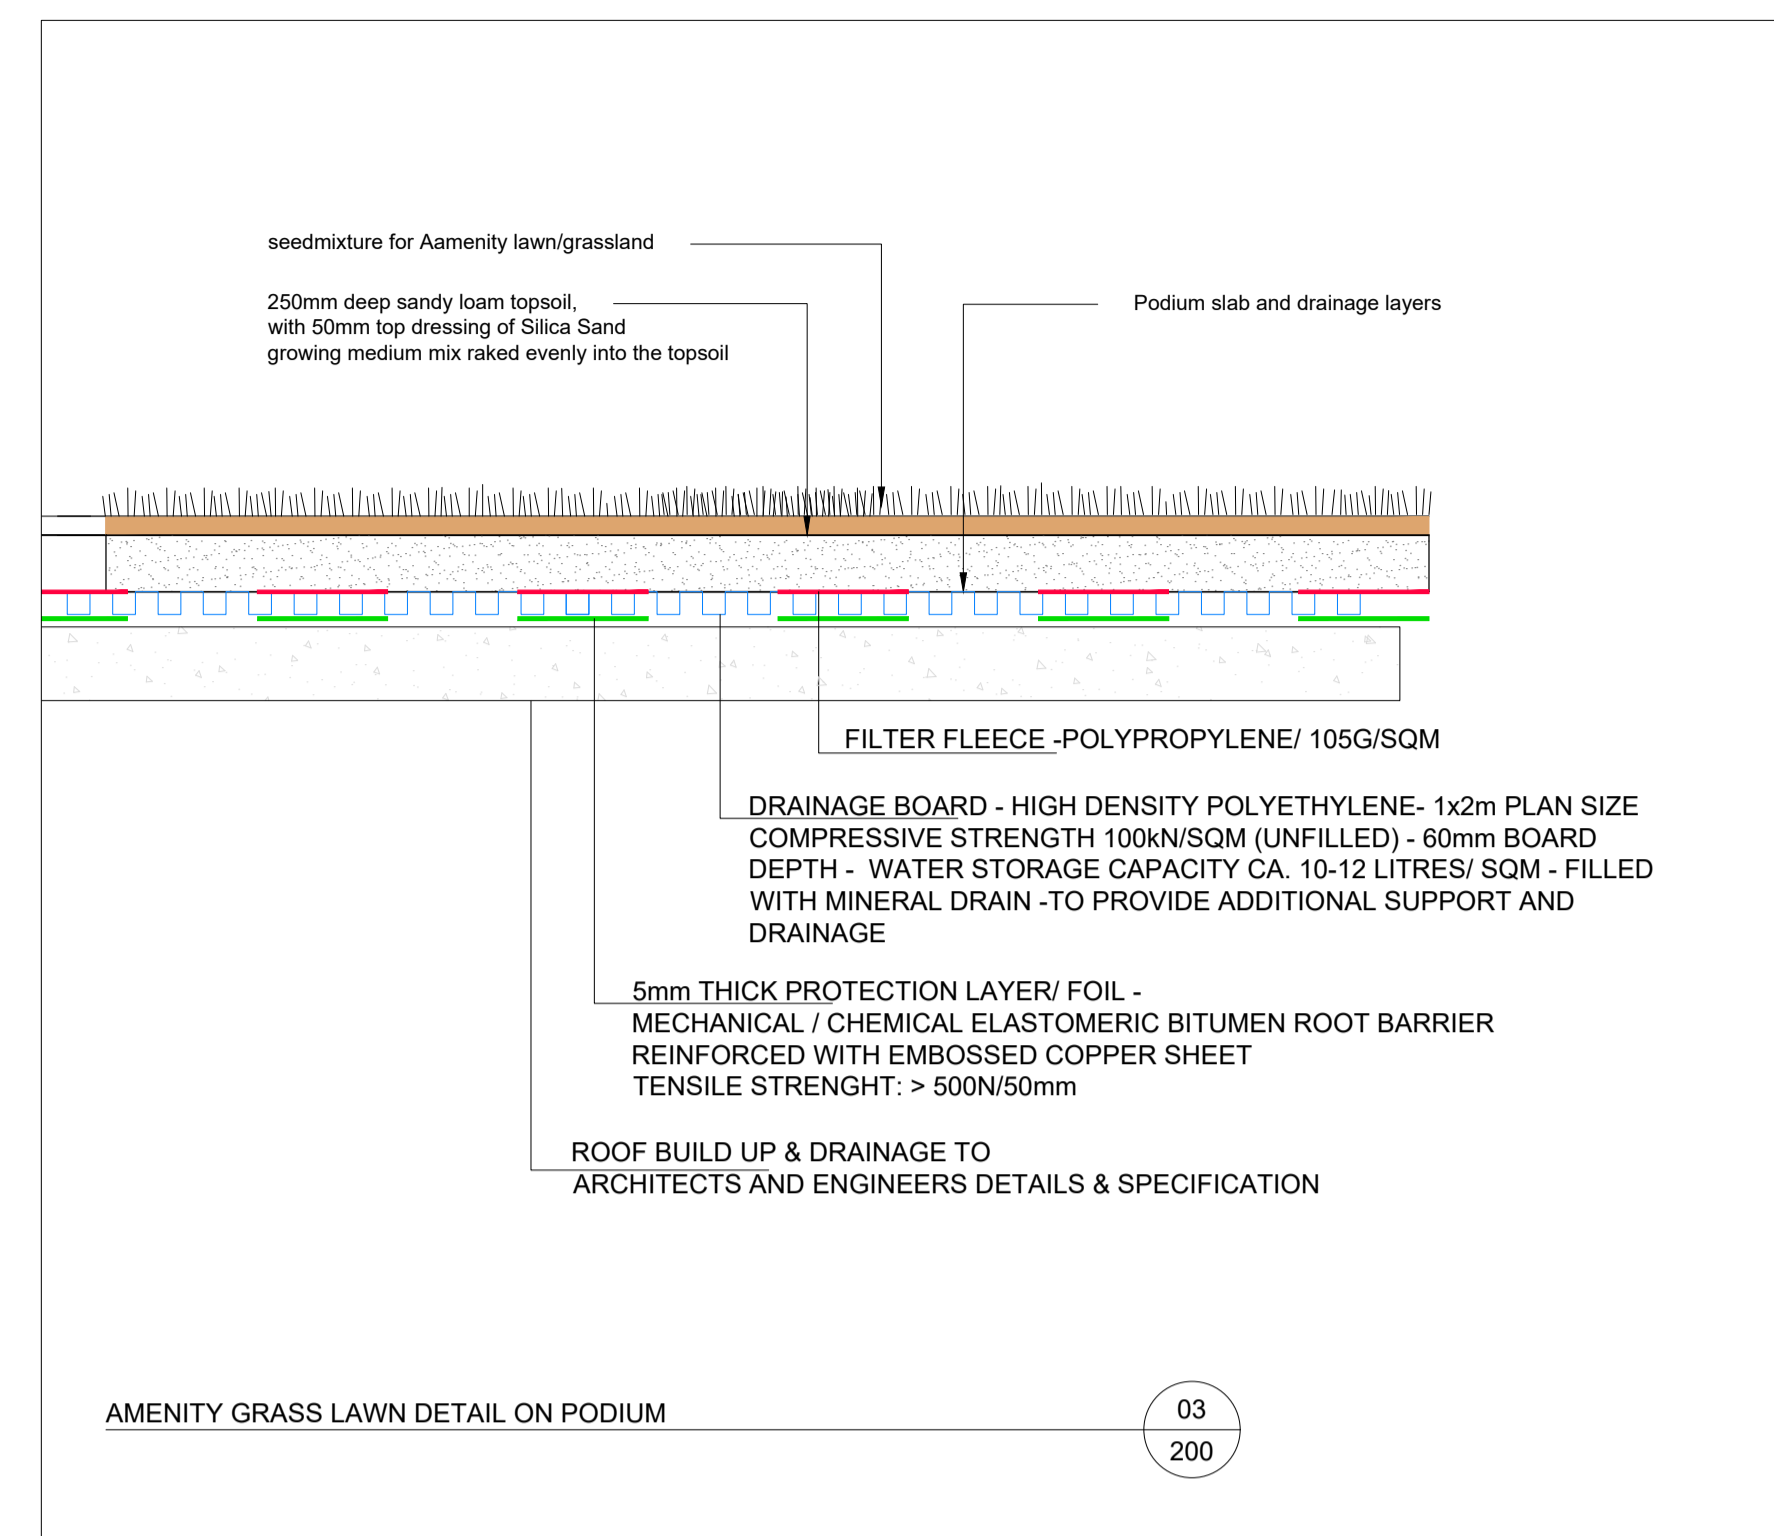 seedmixture for Aamenity lawn/grassland
250mm deep sandy loam topsoil,
with 50mm top dressing of Silica Sand
growing medium mix raked evenly into the topsoil
Podium slab and drainage layers
FILTER FLEECE -POLYPROPYLENE/ 105G/SQM
DRAINAGE BOARD - HIGH DENSITY POLYETHYLENE- 1x2m PLAN SIZE
COMPRESSIVE STRENGTH 100kN/SQM (UNFILLED) - 60mm BOARD
DEPTH - WATER STORAGE CAPACITY CA. 10-12 LITRES/ SQM - FILLED
WITH MINERAL DRAIN -TO PROVIDE ADDITIONAL SUPPORT AND
DRAINAGE
5mm THICK PROTECTION LAYER/ FOIL -
MECHANICAL / CHEMICAL ELASTOMERIC BITUMEN ROOT BARRIER
REINFORCED WITH EMBOSSED COPPER SHEET
TENSILE STRENGHT: > 500N/50mm
ROOF BUILD UP & DRAINAGE TO
ARCHITECTS AND ENGINEERS DETAILS & SPECIFICATION
AMENITY GRASS LAWN DETAIL ON PODIUM
03
200